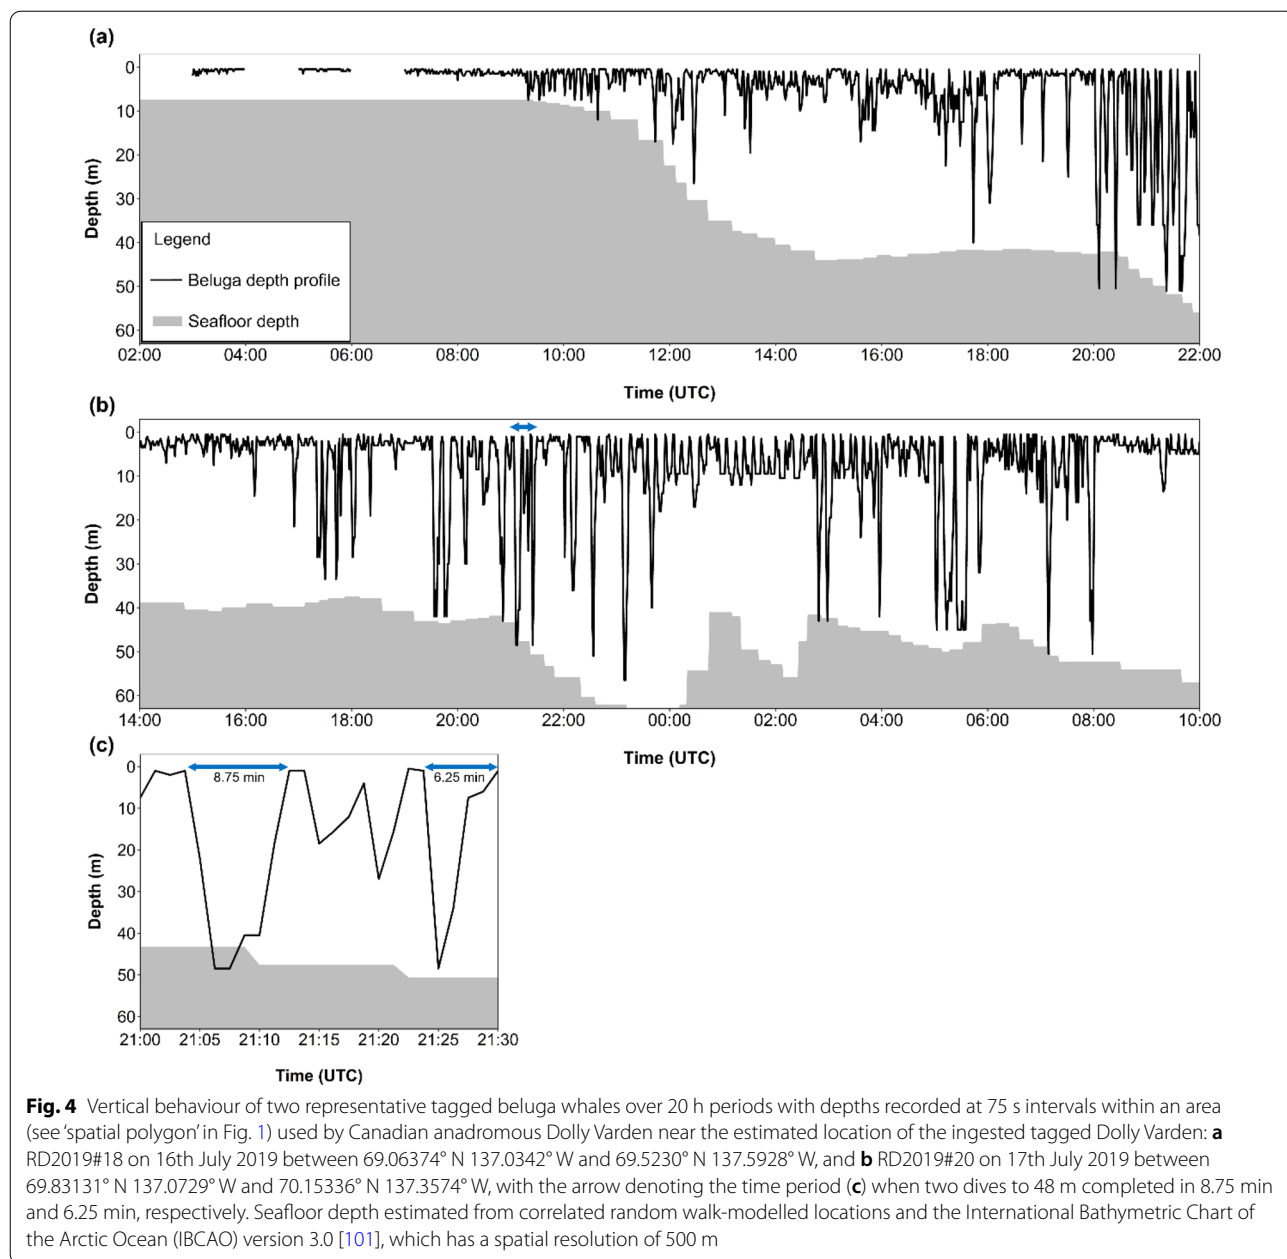 (a)
0
10
20
30
40
50
60
Depth (m)
Legend
Beluga depth profile
Seafloor depth
02:00 04:00 06:00 08:00 10:00 12:00 14:00 16:00 18:00 20:00 22:00
Time (UTC)
(b)
0
10
20
30
40
50
60
Depth (m)
14:00 16:00 18:00 20:00 22:00 00:00 02:00 04:00 06:00 08:00 10:00
Time (UTC)
(c)
0
10
20
30
40
50
60
Depth (m)
8.75 min 6.25 min
21:00 21:05 21:10 21:15 21:20 21:25 21:30
Time (UTC)
Fig. 4 Vertical behaviour of two representative tagged beluga whales over 20 h periods with depths recorded at 75 s intervals within an area
(see ‘spatial polygon’ in Fig. 1) used by Canadian anadromous Dolly Varden near the estimated location of the ingested tagged Dolly Varden: a
RD2019#18 on 16th July 2019 between 69.06374° N 137.0342° W and 69.5230° N 137.5928° W, and b RD2019#20 on 17th July 2019 between
69.83131° N 137.0729° W and 70.15336° N 137.3574° W, with the arrow denoting the time period (c) when two dives to 48 m completed in 8.75 min
and 6.25 min, respectively. Seafloor depth estimated from correlated random walk-modelled locations and the International Bathymetric Chart of
the Arctic Ocean (IBCAO) version 3.0 [101], which has a spatial resolution of 500 m